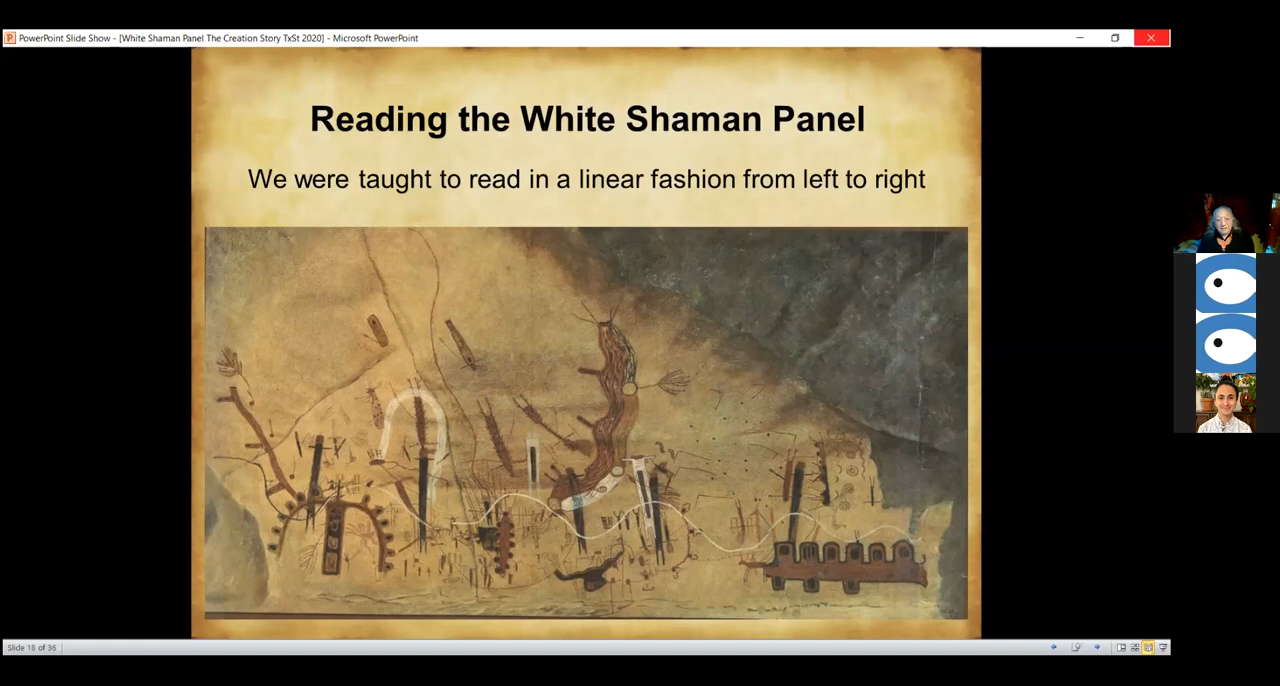 PowerPoint Slide Show - [White Shaman Panel The Creation Story TxSt 2020] - Microsoft PowerPoint
Reading the White Shaman Panel
We were taught to read in a linear fashion from left to right
Slide 18 of 36